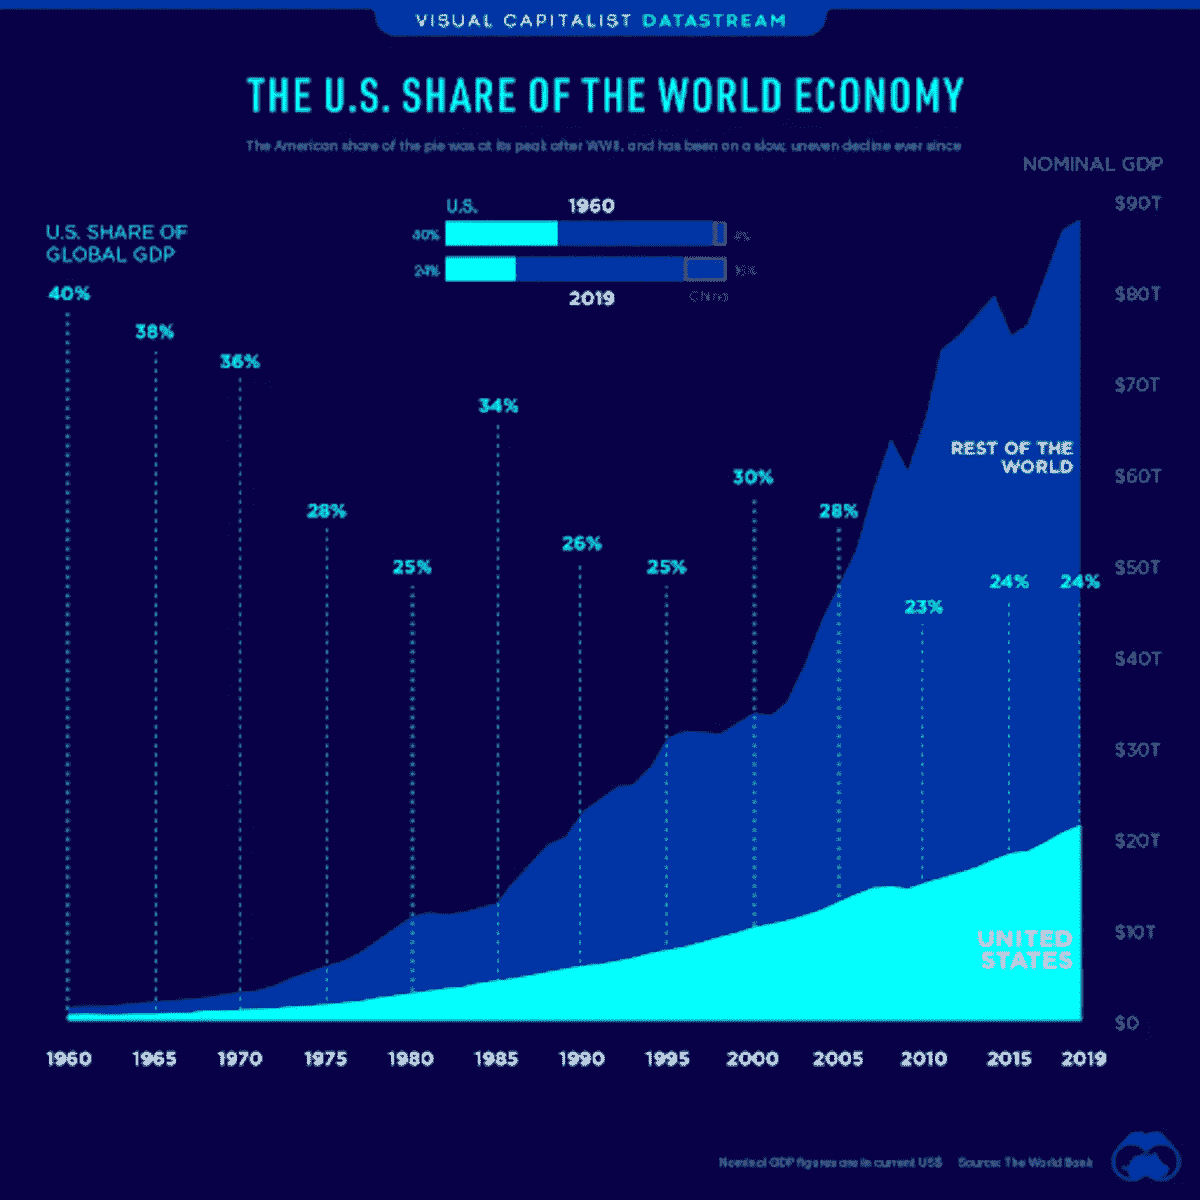 VISUAL CAPITALIST DATASTREAM
THE U.S. SHARE OF THE WORLD ECONOMY
The American share of the pie was at its peak after WWII, and has been on a slow, uneven decline ever since
NOMINAL GDP
U.S. SHARE OF
GLOBAL GDP
U.S.
1960
40%
4%
24%
2019
China
40%
38%
36%
28%
25%
34%
26%
25%
30%
28%
23%
24%
24%
$90T
$80T
$70T
$60T
$50T
$40T
$30T
$20T
$10T
$0
REST OF THE
WORLD
UNITED
STATES
1960 1965 1970 1975 1980 1985 1990 1995 2000 2005 2010 2015 2019
Nominal GDP figures are in current US$ Source: The World Bank